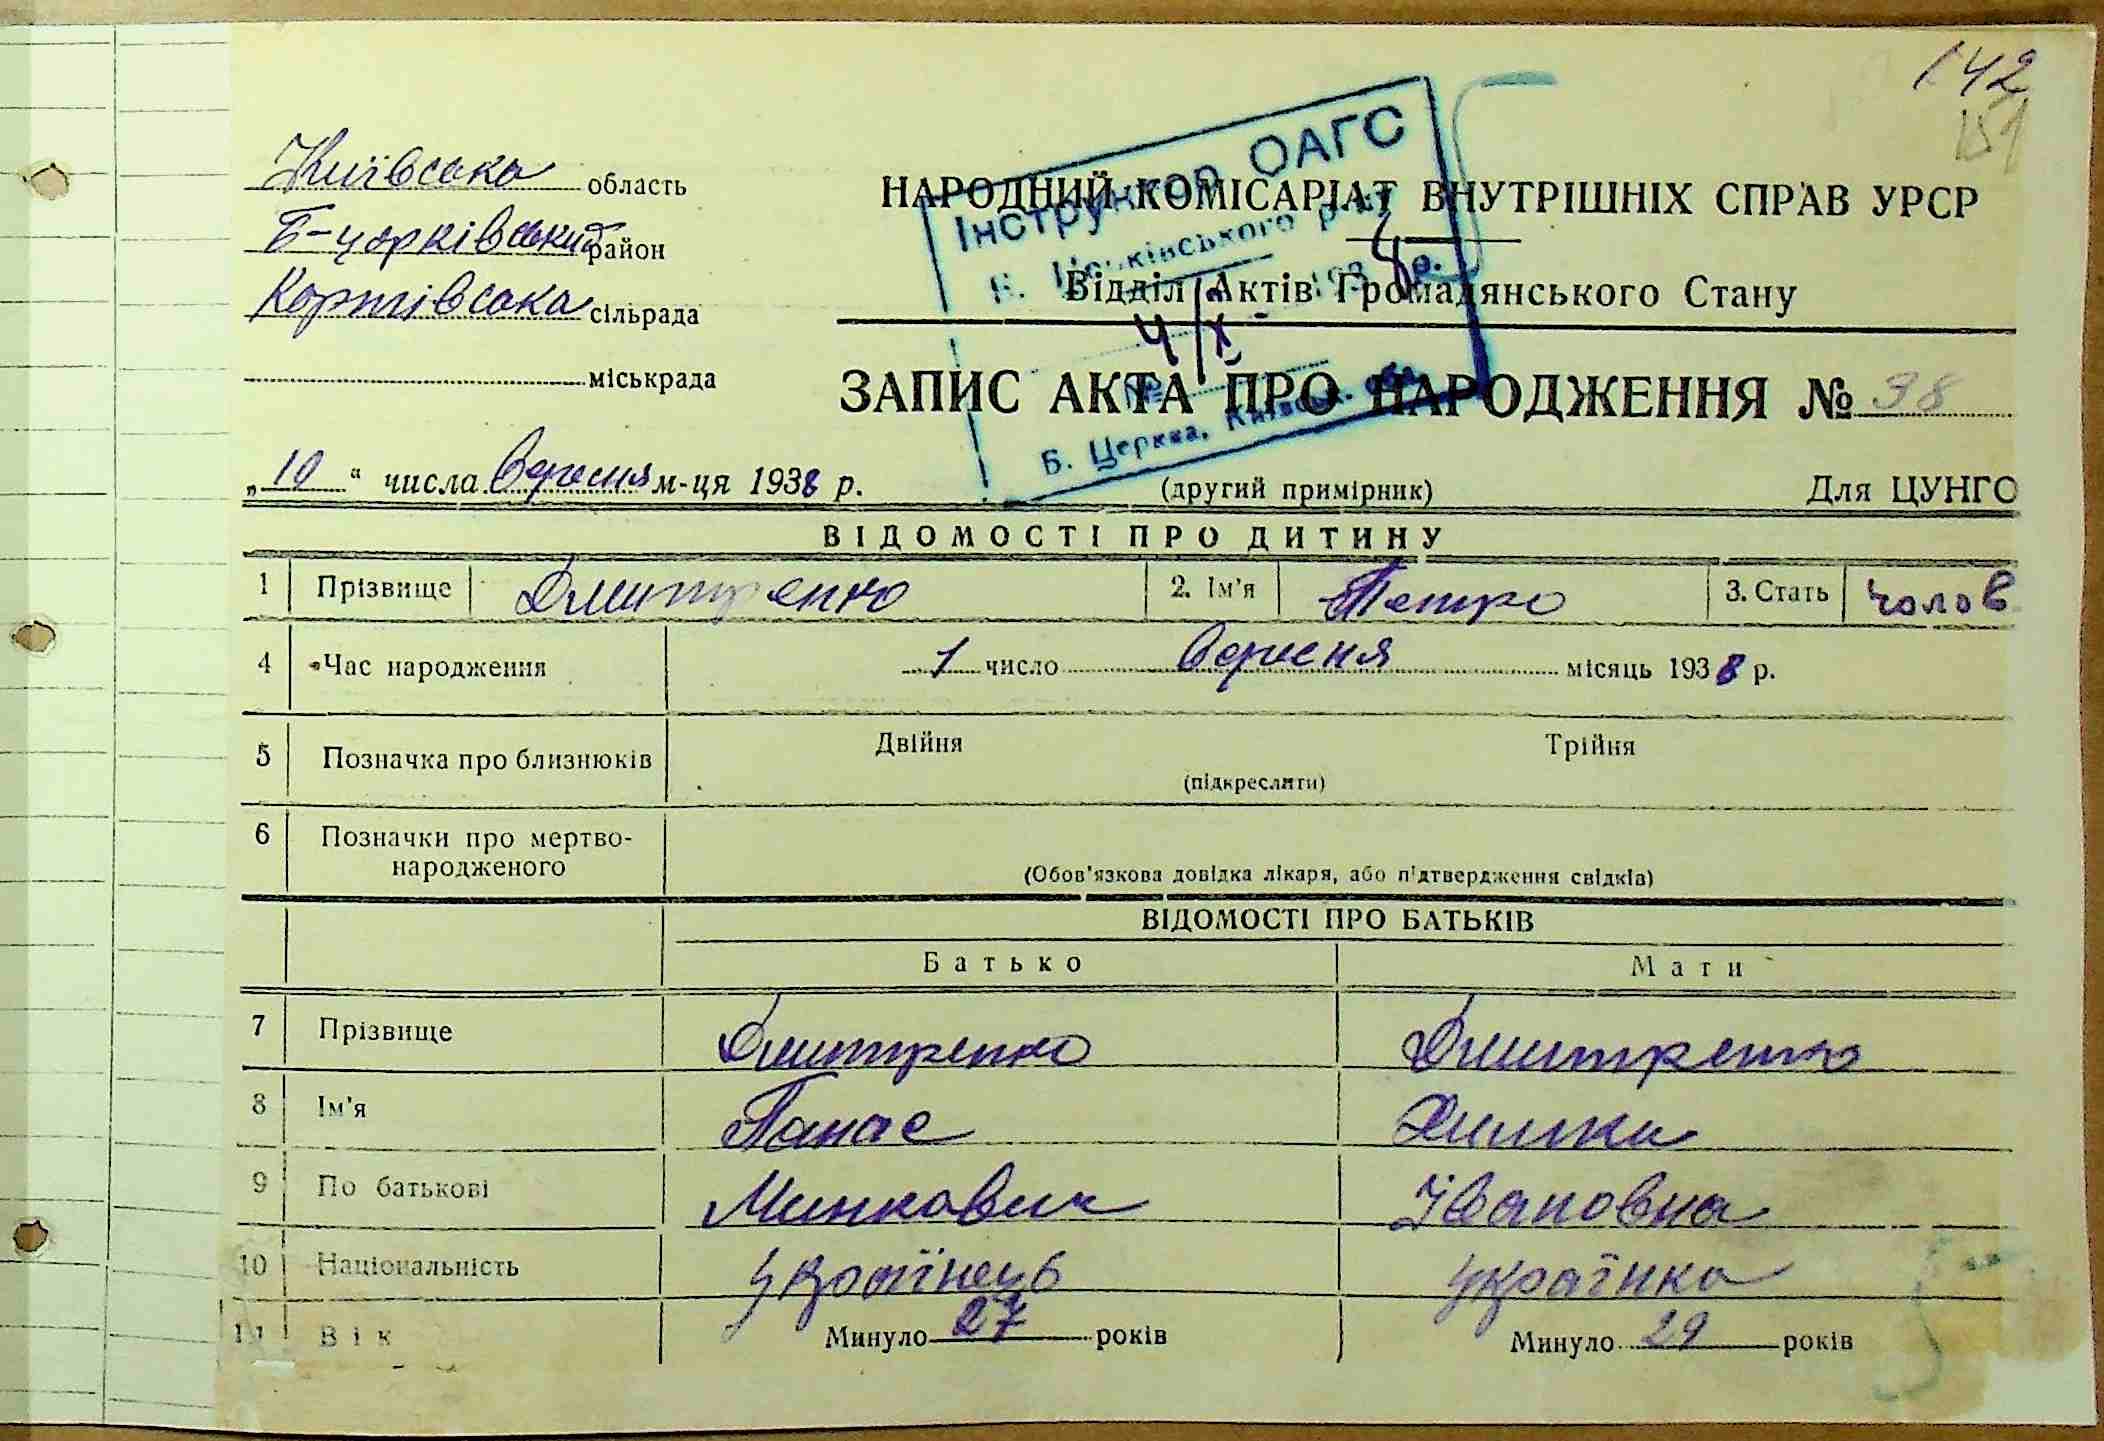 142
151
Київська область
Б-церківський район
сільрада
міськрада
НАРОДНИЙ КОМІСАРІАТ ВНУТРІШНІХ СПРАВ УРСР
Відділ Актів Громадянського Стану
ЗАПИС АКТА ПРО НАРОДЖЕННЯ № 98
Інструктор ОАГС
4/X
Б. Церква, Київськ. обл.
„10“ числа Вересня м-ця 1938 р.
(другий примірник)
Для ЦУНГО
ВІДОМОСТІ ПРО ДИТИНУ
1 Прізвище Дмитренко 2. Ім'я Петро 3. Стать чолов
4 Час народження 1 число Вересня місяць 1938 р.
5 Позначка про близнюків Двійня Трійня
(підкреслити)
6 Позначки про мертво-
народженого
(Обов'язкова довідка лікаря, або підтвердження свідків)
ВІДОМОСТІ ПРО БАТЬКІВ
Батько Мати
7 Прізвище Дмитренко Дмитренко
8 Ім'я Панас
9 По батькові Минкович Івановна
10 Національність Українець Українка
11 Вік Минуло 27 років Минуло 29 років